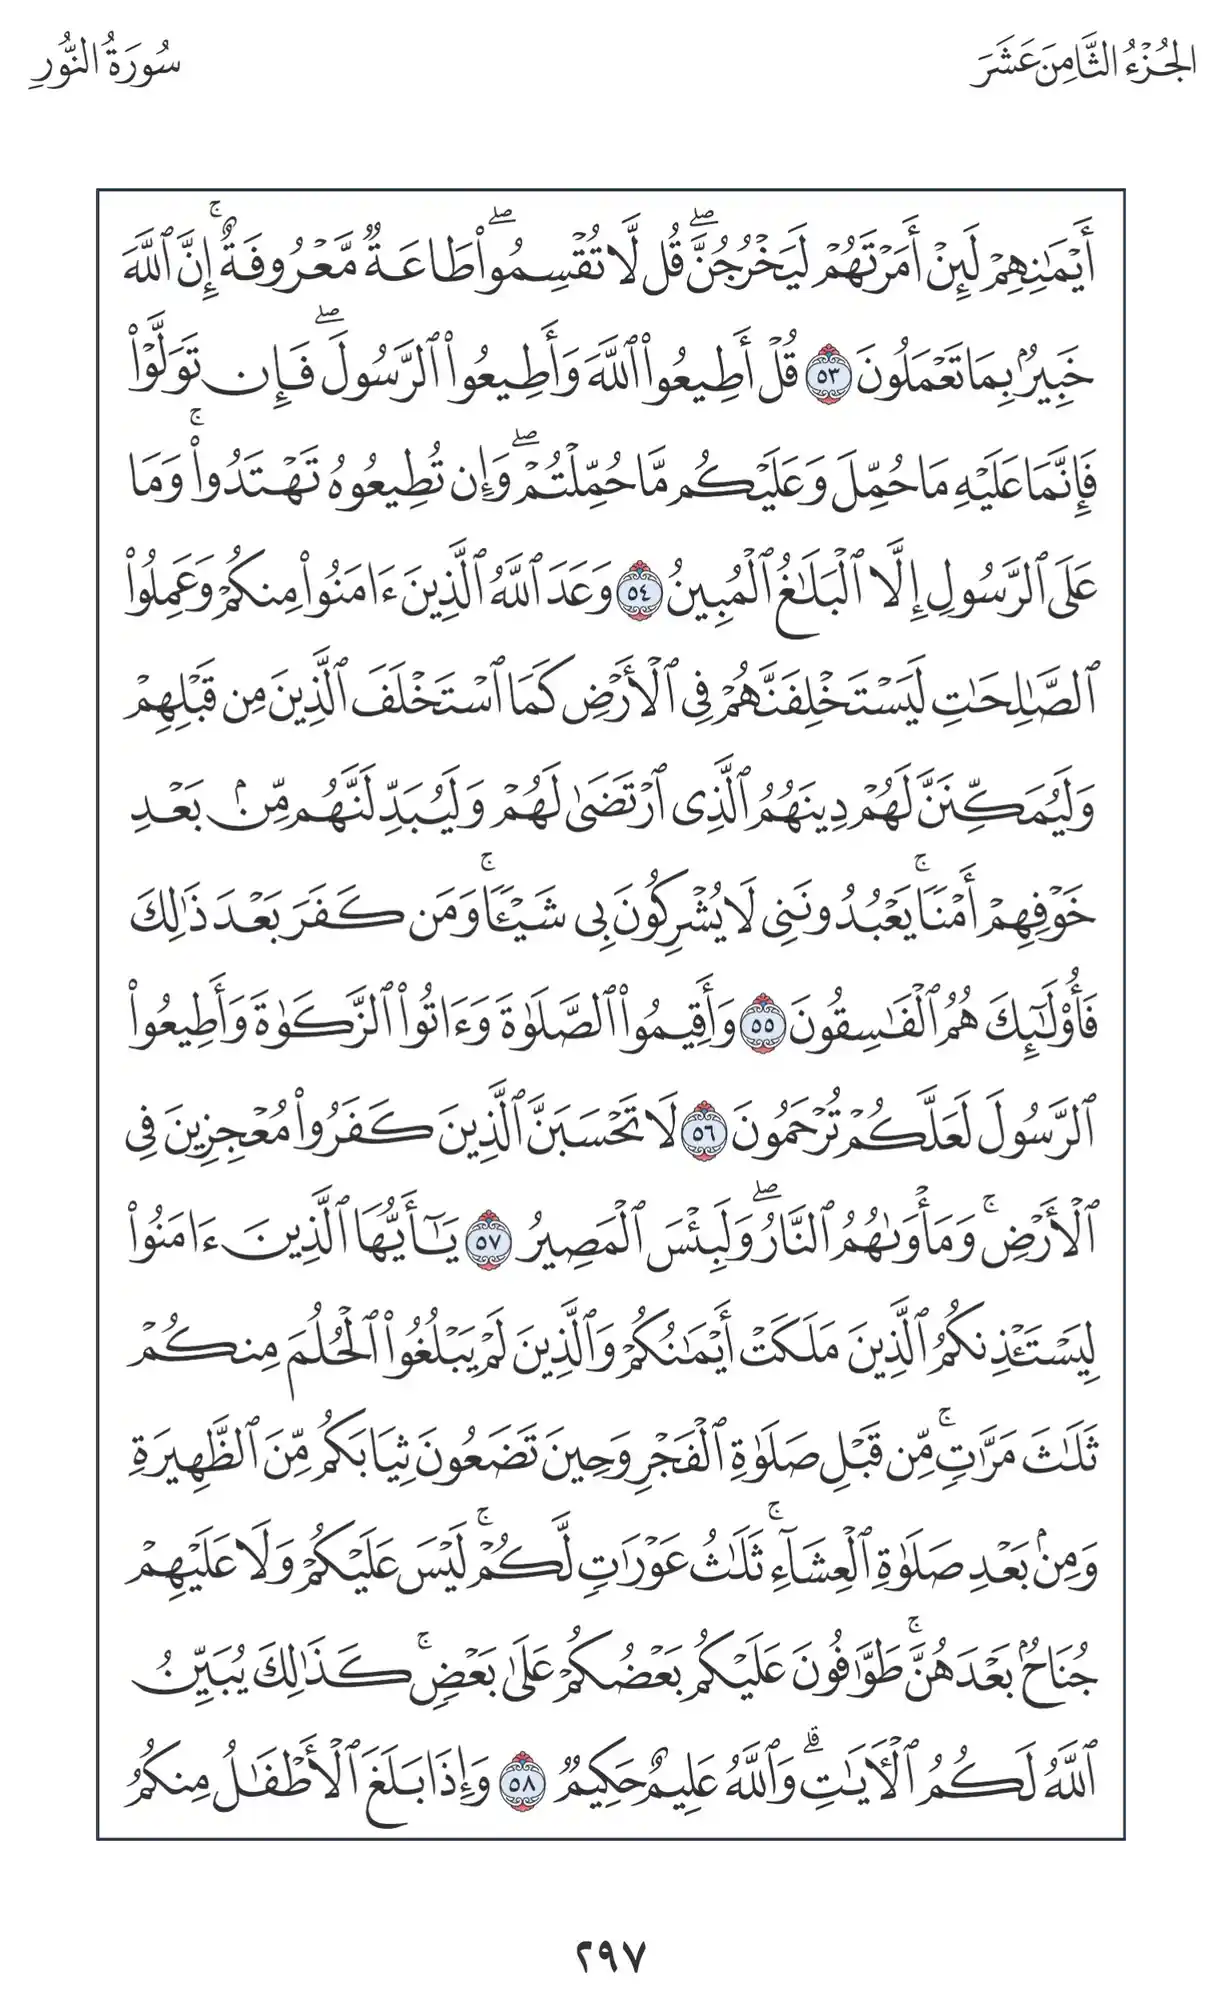 الجُزْءُ الثَّامِنَ عَشَرَ
سُورَةُ النُّورِ
أَيْمَٰنِهِمْ لَئِنْ أَمَرْتَهُمْ لَيَخْرُجُنَّۖ قُل لَّا تُقْسِمُوا۟ۖ طَاعَةٌ مَّعْرُوفَةٌۚ إِنَّ ٱللَّهَ
خَبِيرٌۢ بِمَا تَعْمَلُونَ ٥٣ قُلْ أَطِيعُوا۟ ٱللَّهَ وَأَطِيعُوا۟ ٱلرَّسُولَۖ فَإِن تَوَلَّوْا۟
فَإِنَّمَا عَلَيْهِ مَا حُمِّلَ وَعَلَيْكُم مَّا حُمِّلْتُمْۖ وَإِن تُطِيعُوهُ تَهْتَدُوا۟ۚ وَمَا
عَلَى ٱلرَّسُولِ إِلَّا ٱلْبَلَٰغُ ٱلْمُبِينُ ٥٤ وَعَدَ ٱللَّهُ ٱلَّذِينَ ءَامَنُوا۟ مِنكُمْ وَعَمِلُوا۟
ٱلصَّٰلِحَٰتِ لَيَسْتَخْلِفَنَّهُمْ فِى ٱلْأَرْضِ كَمَا ٱسْتَخْلَفَ ٱلَّذِينَ مِن قَبْلِهِمْ
وَلَيُمَكِّنَنَّ لَهُمْ دِينَهُمُ ٱلَّذِى ٱرْتَضَىٰ لَهُمْ وَلَيُبَدِّلَنَّهُم مِّنۢ بَعْدِ
خَوْفِهِمْ أَمْنًاۚ يَعْبُدُونَنِى لَا يُشْرِكُونَ بِى شَيْـًٔاۚ وَمَن كَفَرَ بَعْدَ ذَٰلِكَ
فَأُو۟لَٰٓئِكَ هُمُ ٱلْفَٰسِقُونَ ٥٥ وَأَقِيمُوا۟ ٱلصَّلَوٰةَ وَءَاتُوا۟ ٱلزَّكَوٰةَ وَأَطِيعُوا۟
ٱلرَّسُولَ لَعَلَّكُمْ تُرْحَمُونَ ٥٦ لَا تَحْسَبَنَّ ٱلَّذِينَ كَفَرُوا۟ مُعْجِزِينَ فِى
ٱلْأَرْضِۚ وَمَأْوَىٰهُمُ ٱلنَّارُۖ وَلَبِئْسَ ٱلْمَصِيرُ ٥٧ يَٰٓأَيُّهَا ٱلَّذِينَ ءَامَنُوا۟
لِيَسْتَـْٔذِنكُمُ ٱلَّذِينَ مَلَكَتْ أَيْمَٰنُكُمْ وَٱلَّذِينَ لَمْ يَبْلُغُوا۟ ٱلْحُلُمَ مِنكُمْ
ثَلَٰثَ مَرَّٰتٍۚ مِّن قَبْلِ صَلَوٰةِ ٱلْفَجْرِ وَحِينَ تَضَعُونَ ثِيَابَكُم مِّنَ ٱلظَّهِيرَةِ
وَمِنۢ بَعْدِ صَلَوٰةِ ٱلْعِشَآءِۚ ثَلَٰثُ عَوْرَٰتٍ لَّكُمْۚ لَيْسَ عَلَيْكُمْ وَلَا عَلَيْهِمْ
جُنَاحٌۢ بَعْدَهُنَّۚ طَوَّٰفُونَ عَلَيْكُم بَعْضُكُمْ عَلَىٰ بَعْضٍۚ كَذَٰلِكَ يُبَيِّنُ
ٱللَّهُ لَكُمُ ٱلْءَايَٰتِۗ وَٱللَّهُ عَلِيمٌ حَكِيمٌ ٥٨ وَإِذَا بَلَغَ ٱلْأَطْفَٰلُ مِنكُمُ
٢٩٧